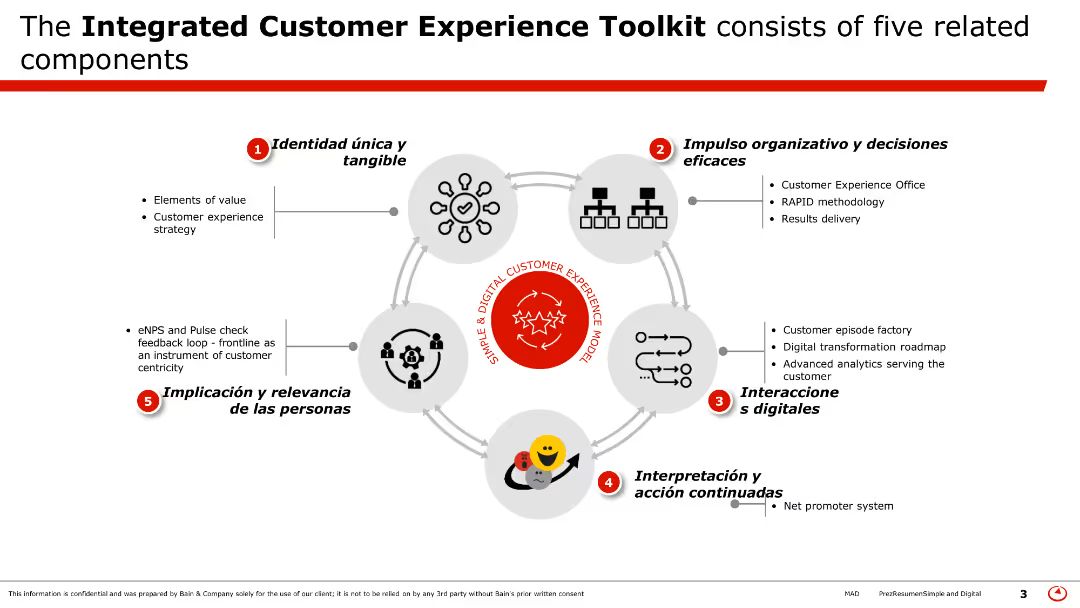 The Integrated Customer Experience Toolkit consists of five related
components
1
Identidad única y
tangible
2
Impulso organizativo y decisiones
eficaces
• Elements of value
• Customer experience
strategy
• Customer Experience Office
• RAPID methodology
• Results delivery
SIMPLE & DIGITAL CUSTOMER EXPERIENCE MODEL
• eNPS and Pulse check
feedback loop - frontline as
an instrument of customer
centricity
• Customer episode factory
• Digital transformation roadmap
• Advanced analytics serving the
customer
5
Implicación y relevancia
de las personas
3
Interaccione
s digitales
4
Interpretación y
acción continuadas
• Net promoter system
This information is confidential and was prepared by Bain & Company solely for the use of our client; it is not to be relied on by any 3rd party without Bain's prior written consent
MAD
PrezResumenSimple and Digital
3